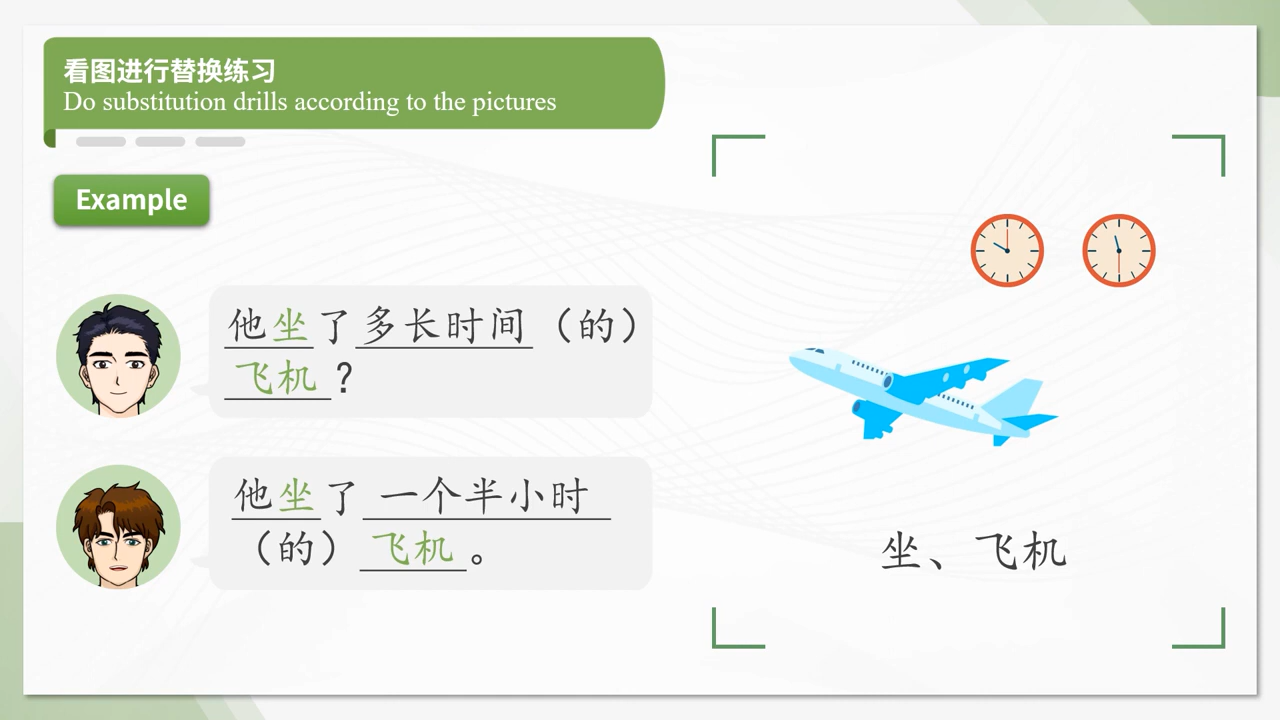 看图进行替换练习
Do substitution drills according to the pictures
Example
他坐了多长时间（的）
飞机？
他坐了 一个半小时
（的） 飞机。
坐、飞机